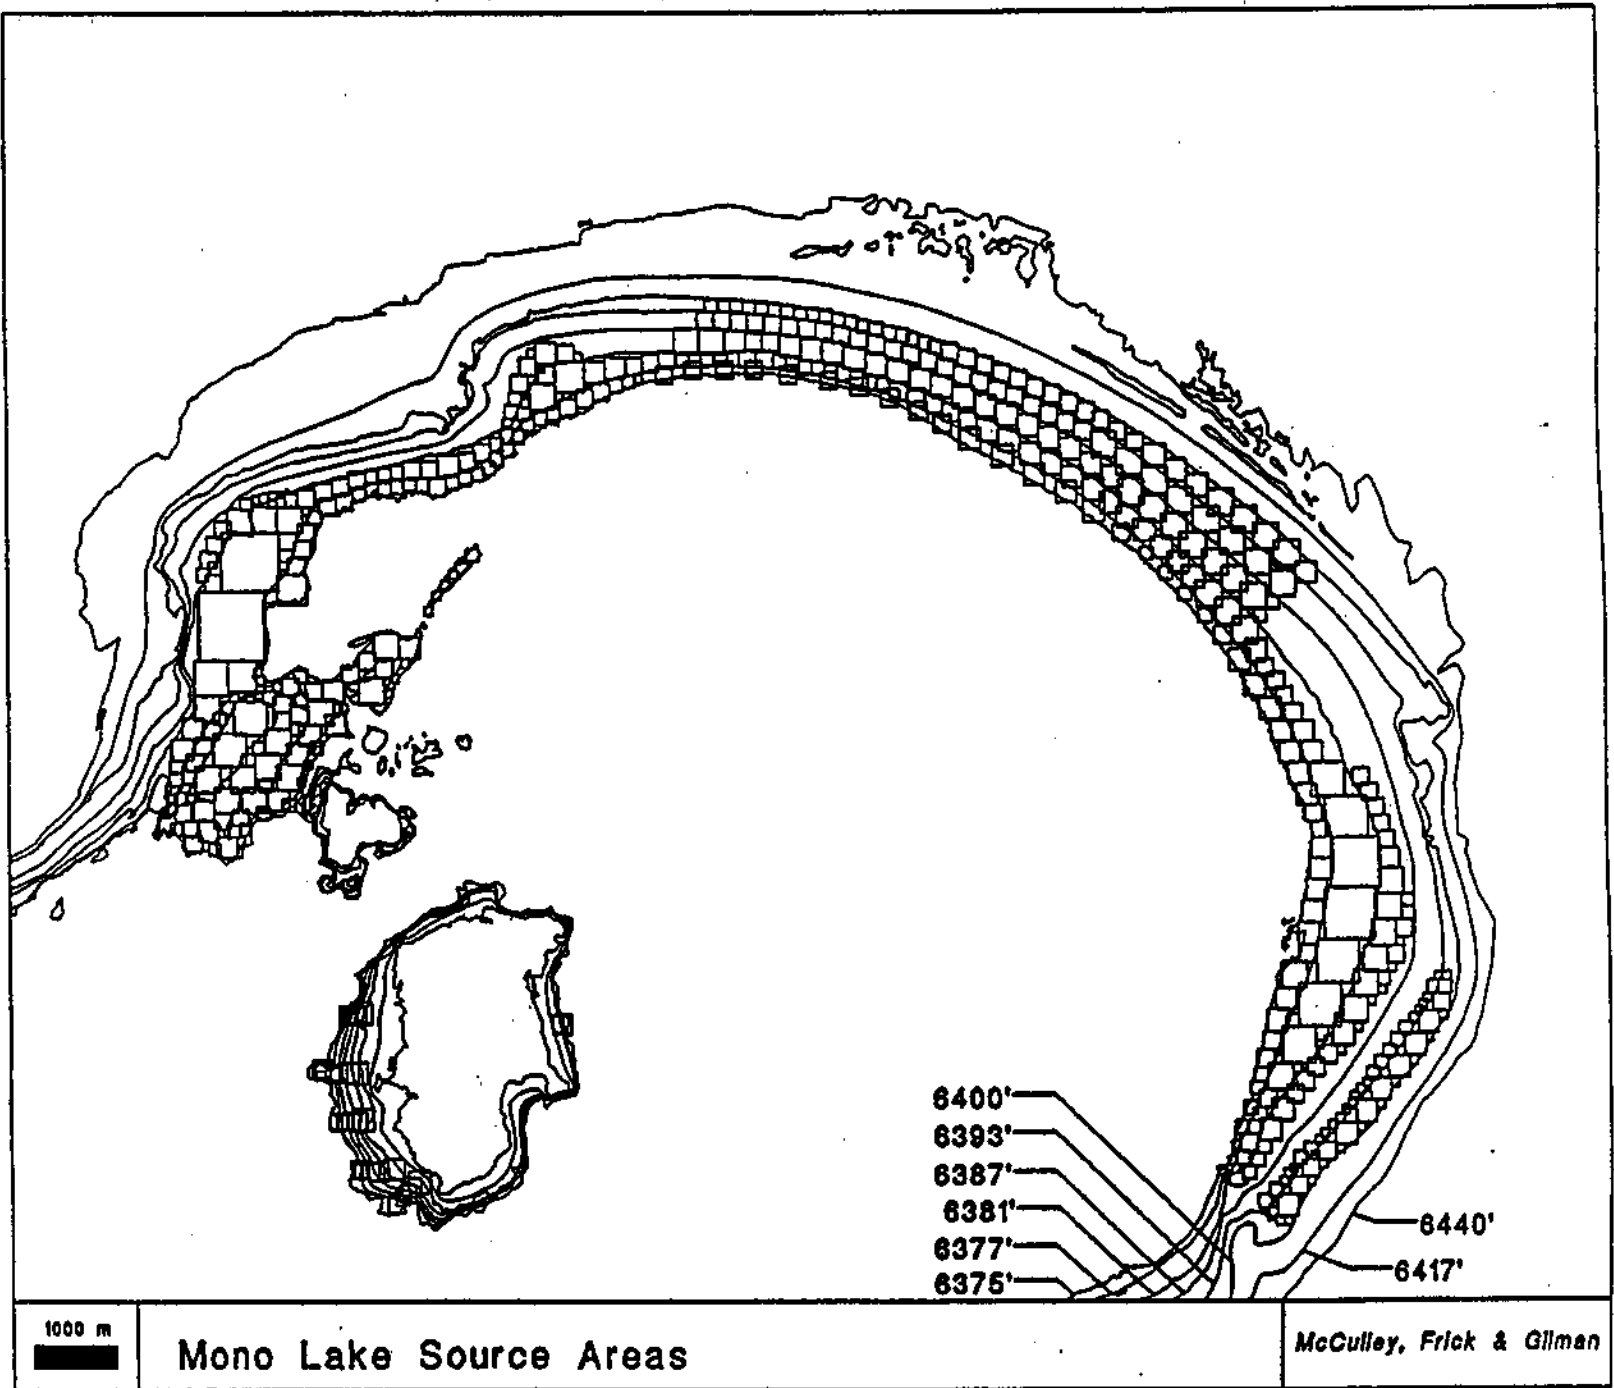 6400'
6393'
6387'
6381'
6377'
6375'
6440'
6417'
1000 m
Mono Lake Source Areas
McCulley, Frick & Gilman